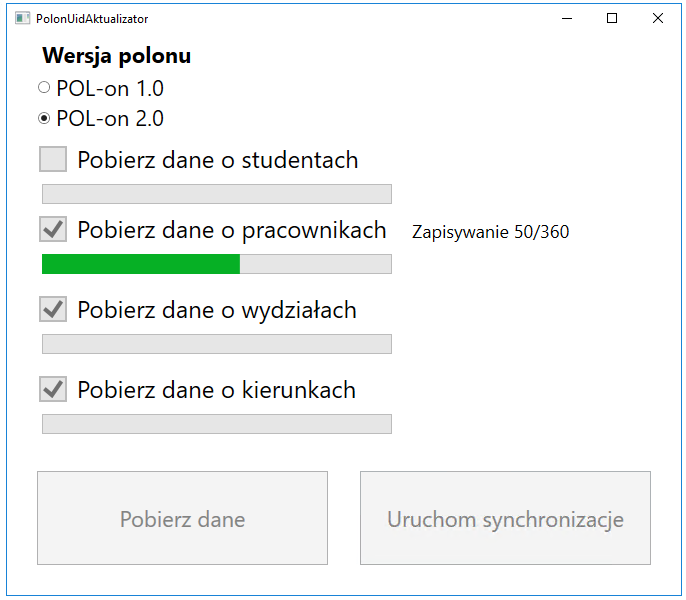 PolonUidAktualizator
Wersja polonu
POL-on 1.0
POL-on 2.0
Pobierz dane o studentach
Pobierz dane o pracownikach
Zapisywanie 50/360
Pobierz dane o wydziałach
Pobierz dane o kierunkach
Pobierz dane
Uruchom synchronizacje